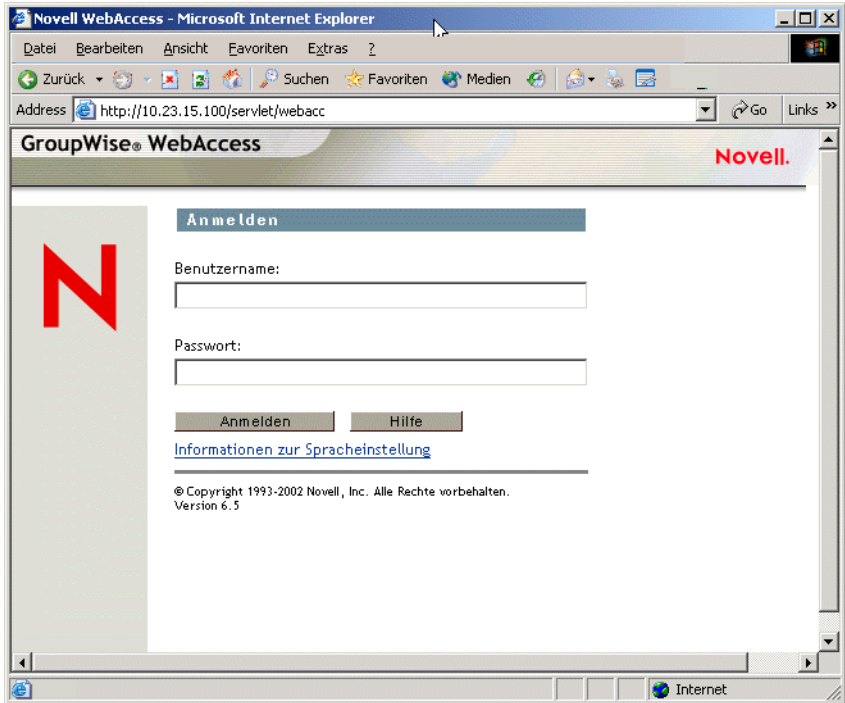 Novell WebAccess - Microsoft Internet Explorer
Datei Bearbeiten Ansicht Favoriten Extras ?
Zurück Suchen Favoriten Medien
Address http://10.23.15.100/servlet/webacc Go Links »
GroupWise® WebAccess
Novell.
N
Anmelden
Benutzername:
Passwort:
Anmelden Hilfe
Informationen zur Spracheinstellung
© Copyright 1993-2002 Novell, Inc. Alle Rechte vorbehalten.
Version 6.5
Internet